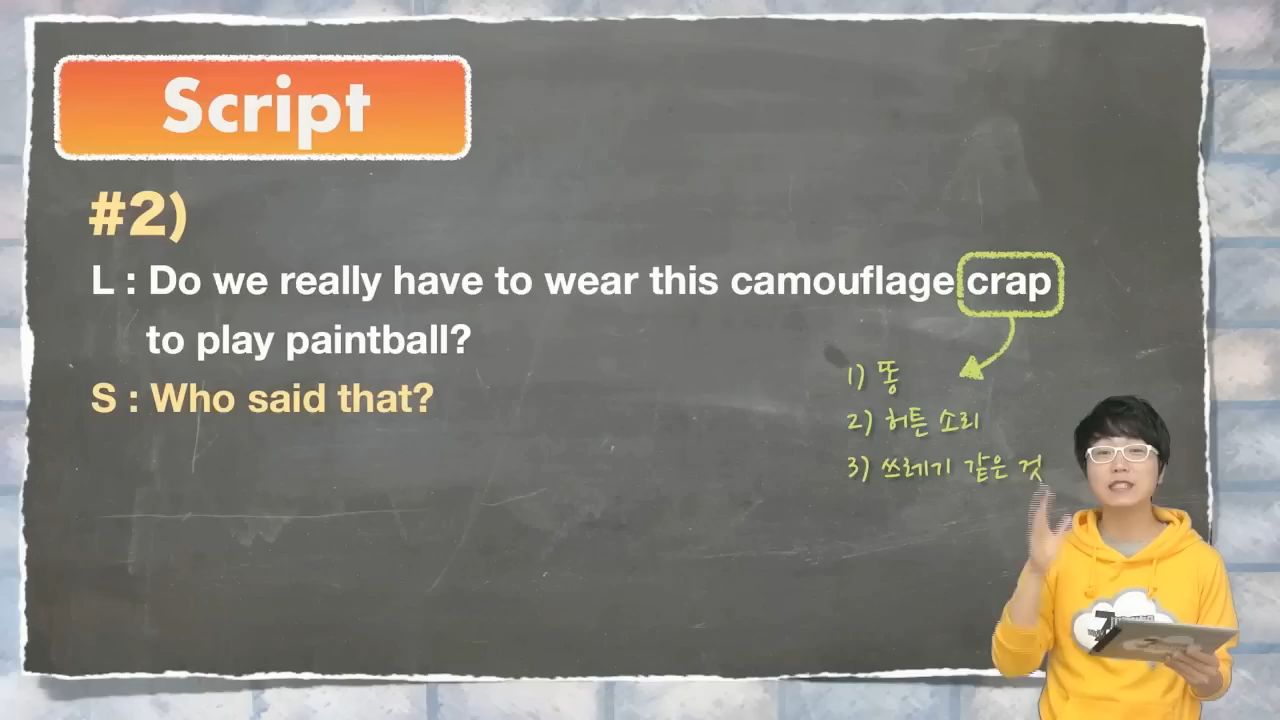 Script
#2)
L : Do we really have to wear this camouflage crap
to play paintball?
S : Who said that?
1) 똥
2) 허튼 소리
3) 쓰레기 같은 것